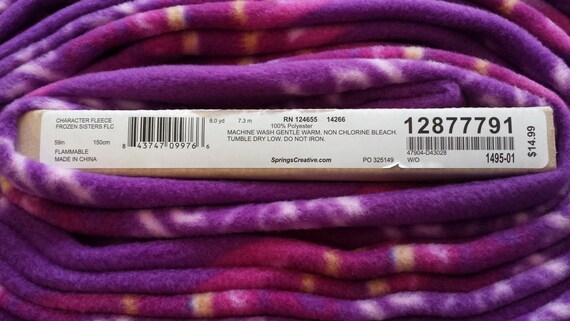 CHARACTER FLEECE
FROZEN SISTERS FLC
59in 150cm
FLAMMABLE
MADE IN CHINA
8 43747 09976 6
8.0 yd 7.3 m RN 124655 14266
100% Polyester
MACHINE WASH GENTLE WARM, NON CHLORINE BLEACH.
TUMBLE DRY LOW. DO NOT IRON.
SpringsCreative.com
PO 325149
12877791
47904-D43028
W/O 1495-01
$14.99